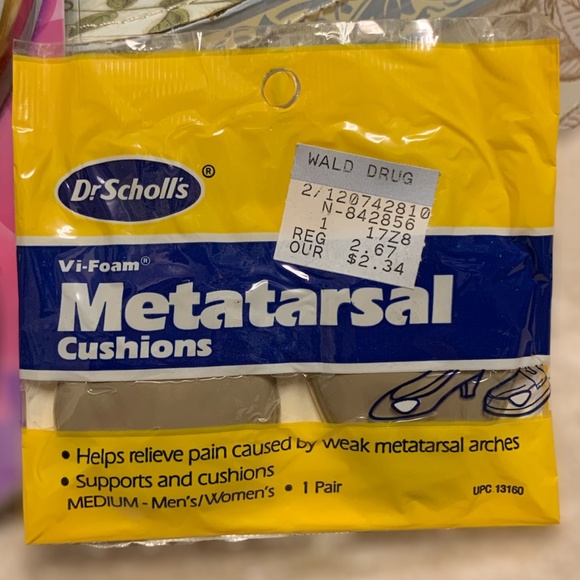 WALD DRUG
2/120742810
N-842856
1 17Z8
REG 2.67
OUR $2.34
Dr Scholl's ®
Vi-Foam®
Metatarsal
Cushions
• Helps relieve pain caused by weak metatarsal arches
• Supports and cushions
MEDIUM - Men's/Women's • 1 Pair
UPC 13160